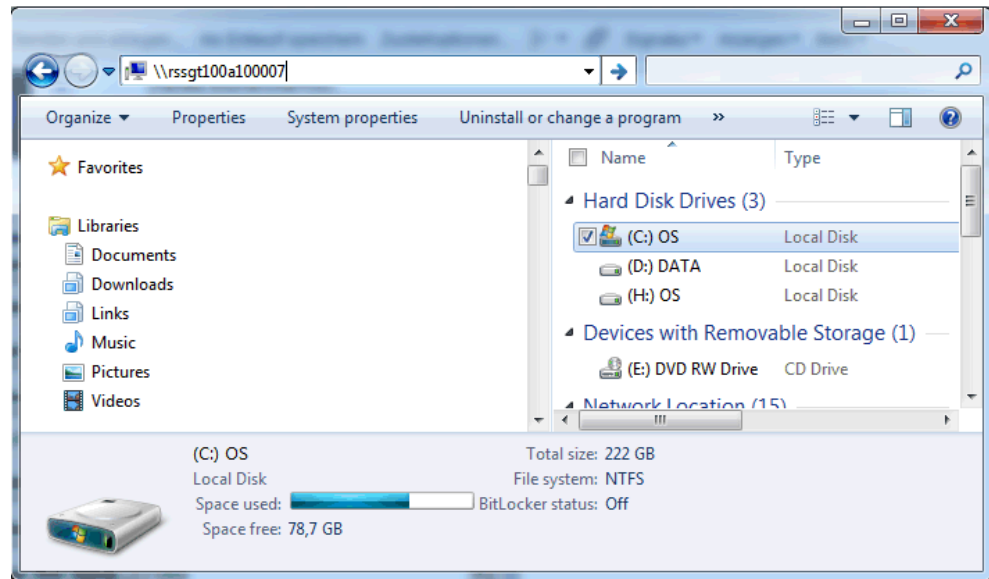 \\rssgt100a100007
Organize Properties System properties Uninstall or change a program »
Favorites
Libraries
Documents
Downloads
Links
Music
Pictures
Videos
Name Type
Hard Disk Drives (3)
(C:) OS Local Disk
(D:) DATA Local Disk
(H:) OS Local Disk
Devices with Removable Storage (1)
(E:) DVD RW Drive CD Drive
Network Location (15)
(C:) OS
Local Disk
Space used:
Space free: 78,7 GB
Total size: 222 GB
File system: NTFS
BitLocker status: Off